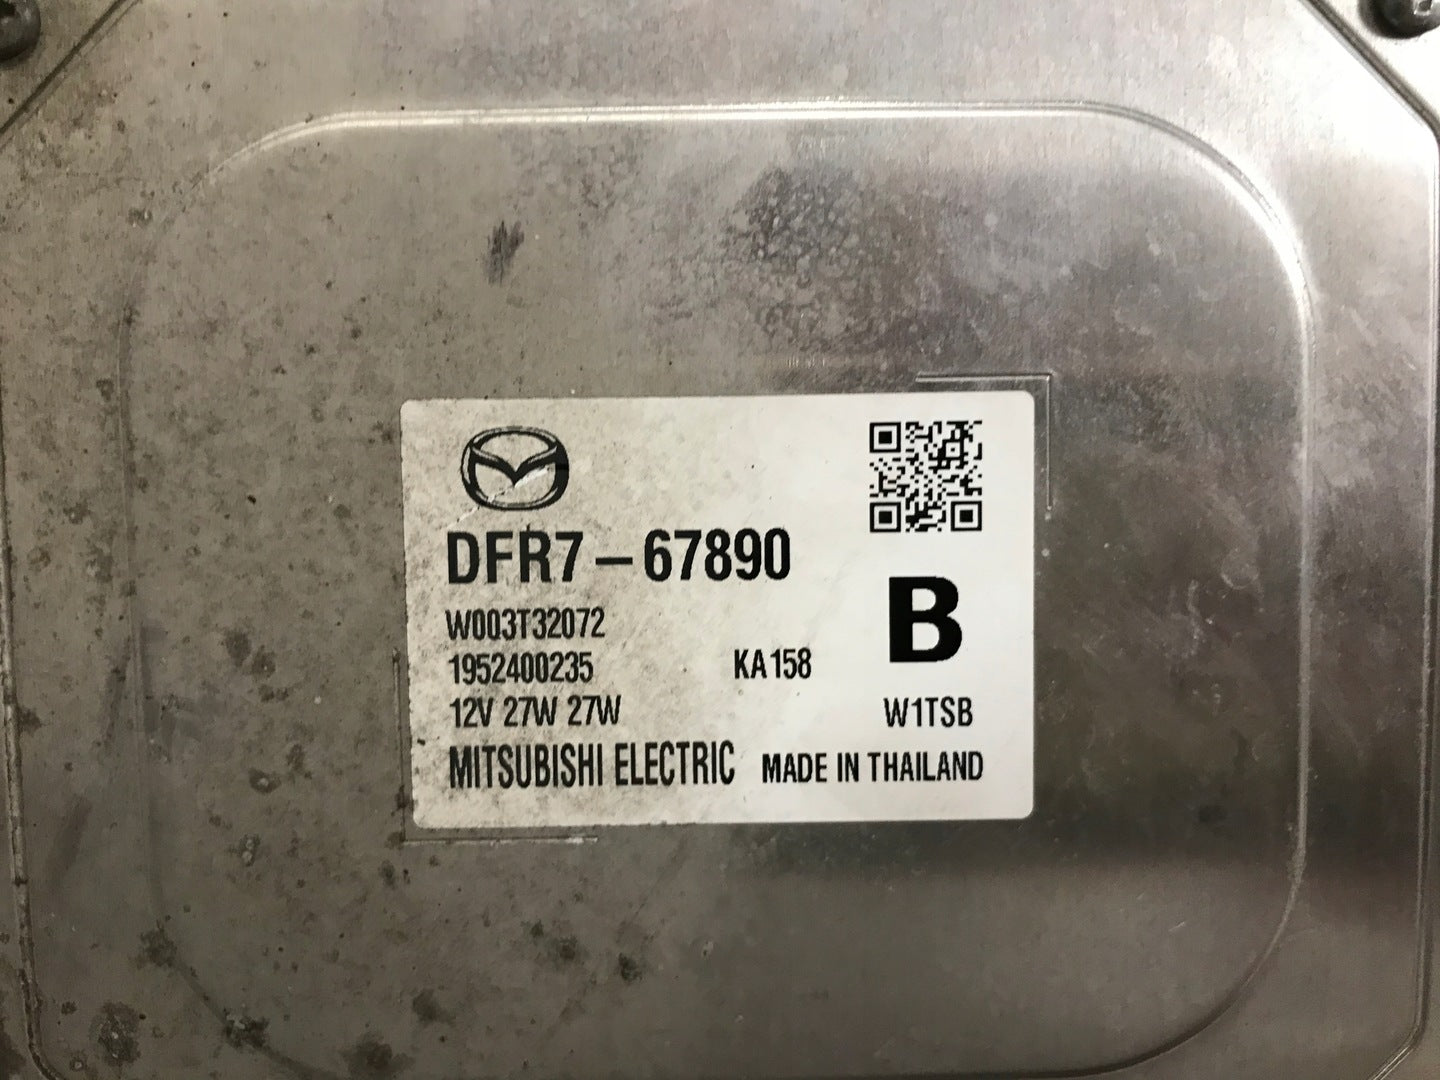 DFR7-67890
B
W003T32072
1952400235 KA158
12V 27W 27W W1TSB
MITSUBISHI ELECTRIC MADE IN THAILAND